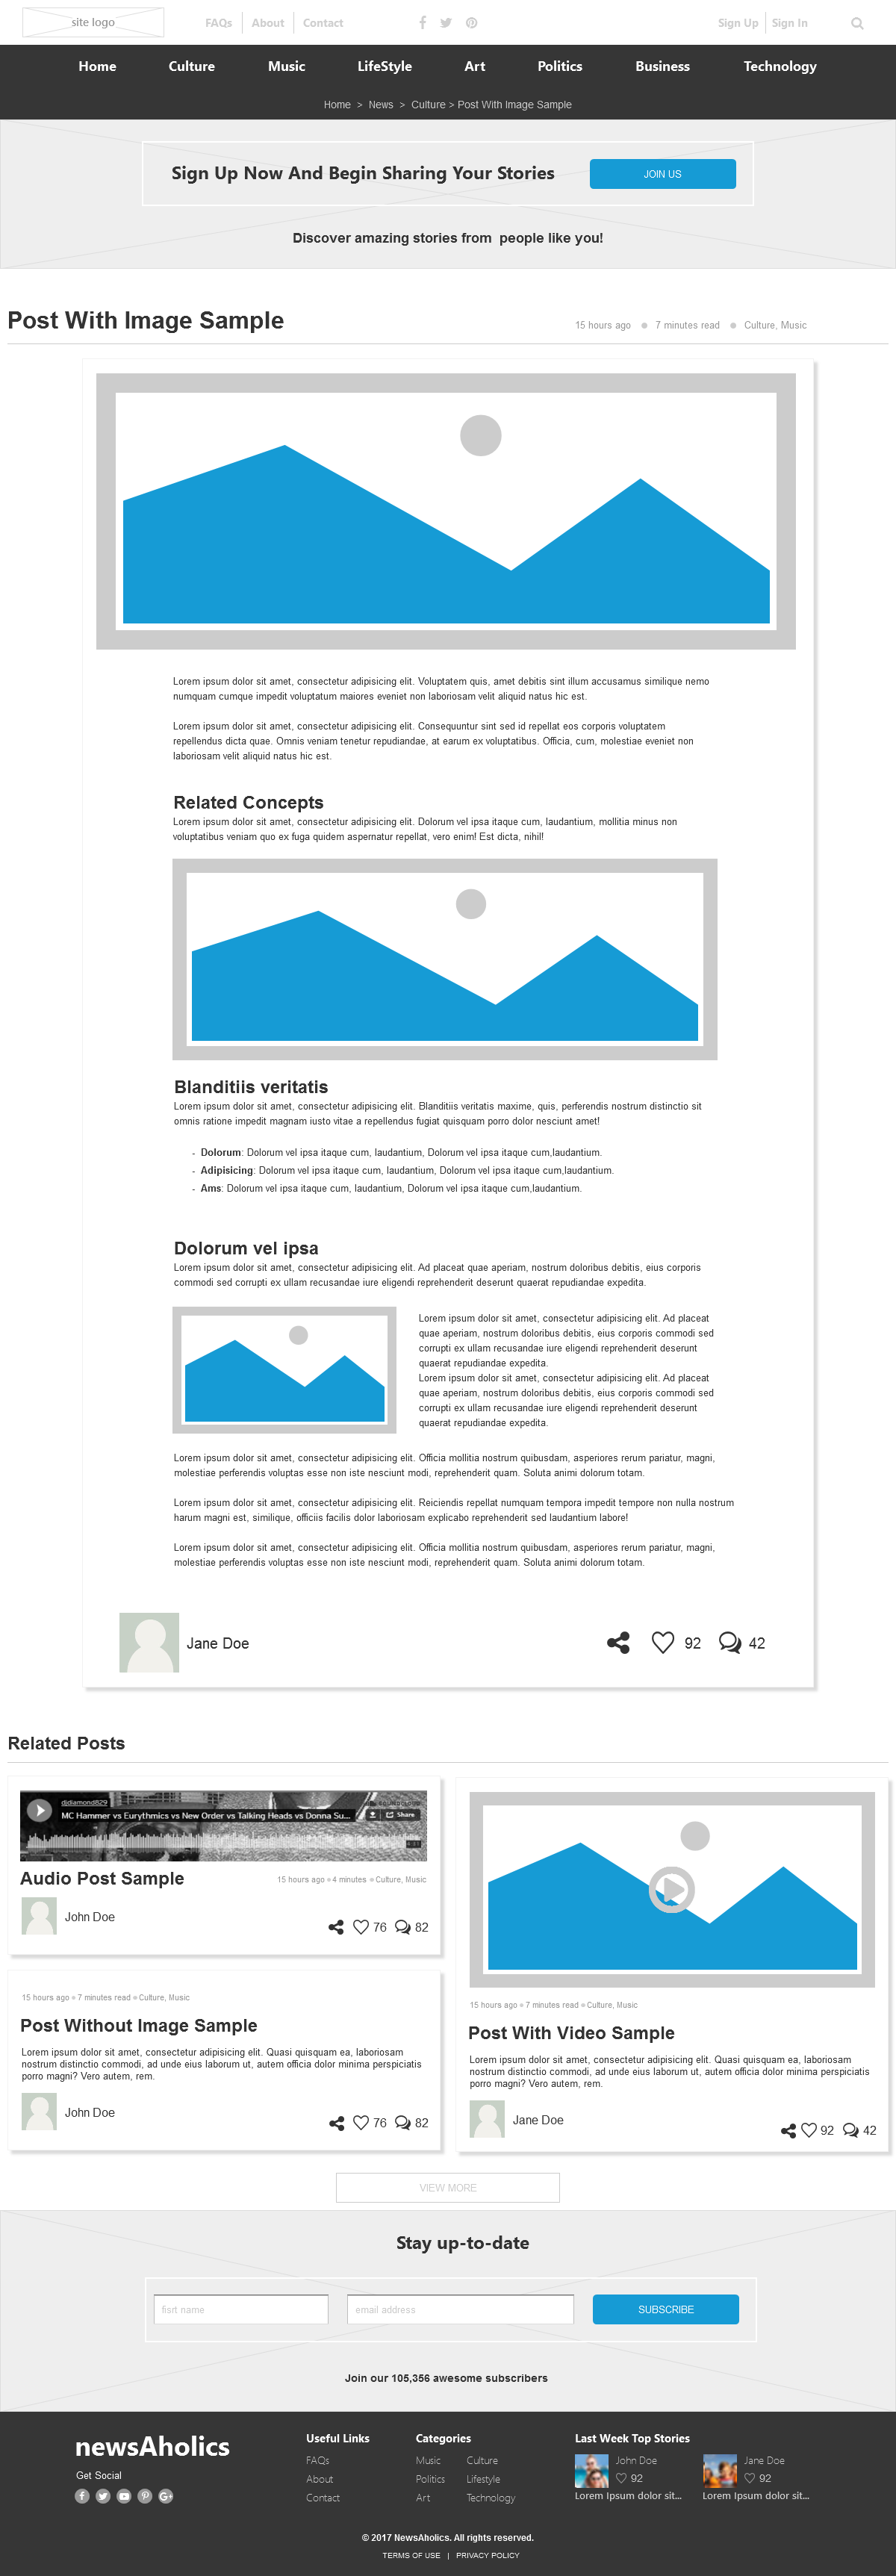 site logo
FAQs About Contact
Sign Up Sign In
Home Culture Music LifeStyle Art Politics Business Technology
Home > News > Culture > Post With Image Sample
Sign Up Now And Begin Sharing Your Stories
JOIN US
Discover amazing stories from people like you!
Post With Image Sample
15 hours ago 7 minutes read Culture, Music
Lorem ipsum dolor sit amet, consectetur adipisicing elit. Voluptatem quis, amet debitis sint illum accusamus similique nemo
numquam cumque impedit voluptatum maiores eveniet non laboriosam velit aliquid natus hic est.
Lorem ipsum dolor sit amet, consectetur adipisicing elit. Consequuntur sint sed id repellat eos corporis voluptatem
repellendus dicta quae. Omnis veniam tenetur repudiandae, at earum ex voluptatibus. Officia, cum, molestiae eveniet non
laboriosam velit aliquid natus hic est.
Related Concepts
Lorem ipsum dolor sit amet, consectetur adipisicing elit. Dolorum vel ipsa itaque cum, laudantium, mollitia minus non
voluptatibus veniam quo ex fuga quidem aspernatur repellat, vero enim! Est dicta, nihil!
Blanditiis veritatis
Lorem ipsum dolor sit amet, consectetur adipisicing elit. Blanditiis veritatis maxime, quis, perferendis nostrum distinctio sit
omnis ratione impedit magnam iusto vitae a repellendus fugiat quisquam porro dolor nesciunt amet!
- Dolorum: Dolorum vel ipsa itaque cum, laudantium, Dolorum vel ipsa itaque cum,laudantium.
- Adipisicing: Dolorum vel ipsa itaque cum, laudantium, Dolorum vel ipsa itaque cum,laudantium.
- Ams: Dolorum vel ipsa itaque cum, laudantium, Dolorum vel ipsa itaque cum,laudantium.
Dolorum vel ipsa
Lorem ipsum dolor sit amet, consectetur adipisicing elit. Ad placeat quae aperiam, nostrum doloribus debitis, eius corporis
commodi sed corrupti ex ullam recusandae iure eligendi reprehenderit deserunt quaerat repudiandae expedita.
Lorem ipsum dolor sit amet, consectetur adipisicing elit. Ad placeat
quae aperiam, nostrum doloribus debitis, eius corporis commodi sed
corrupti ex ullam recusandae iure eligendi reprehenderit deserunt
quaerat repudiandae expedita.
Lorem ipsum dolor sit amet, consectetur adipisicing elit. Ad placeat
quae aperiam, nostrum doloribus debitis, eius corporis commodi sed
corrupti ex ullam recusandae iure eligendi reprehenderit deserunt
quaerat repudiandae expedita.
Lorem ipsum dolor sit amet, consectetur adipisicing elit. Officia mollitia nostrum quibusdam, asperiores rerum pariatur, magni,
molestiae perferendis voluptas esse non iste nesciunt modi, reprehenderit quam. Soluta animi dolorum totam.
Lorem ipsum dolor sit amet, consectetur adipisicing elit. Reiciendis repellat numquam tempora impedit tempore non nulla nostrum
harum magni est, similique, officiis facilis dolor laboriosam explicabo reprehenderit sed laudantium labore!
Lorem ipsum dolor sit amet, consectetur adipisicing elit. Officia mollitia nostrum quibusdam, asperiores rerum pariatur, magni,
molestiae perferendis voluptas esse non iste nesciunt modi, reprehenderit quam. Soluta animi dolorum totam.
Jane Doe
92 42
Related Posts
djdiamond829
MC Hammer vs Eurythmics vs New Order vs Talking Heads vs Donna Su...
Share
Audio Post Sample
15 hours ago 4 minutes Culture, Music
John Doe
76 82
15 hours ago 7 minutes read Culture, Music
Post Without Image Sample
Lorem ipsum dolor sit amet, consectetur adipisicing elit. Quasi quisquam ea, laboriosam
nostrum distinctio commodi, ad unde eius laborum ut, autem officia dolor minima perspiciatis
porro magni? Vero autem, rem.
John Doe
76 82
15 hours ago 7 minutes read Culture, Music
Post With Video Sample
Lorem ipsum dolor sit amet, consectetur adipisicing elit. Quasi quisquam ea, laboriosam
nostrum distinctio commodi, ad unde eius laborum ut, autem officia dolor minima perspiciatis
porro magni? Vero autem, rem.
Jane Doe
92 42
VIEW MORE
Stay up-to-date
fisrt name
email address
SUBSCRIBE
Join our 105,356 awesome subscribers
newsAholics
Get Social
Useful Links
FAQs
About
Contact
Categories
Music Culture
Politics Lifestyle
Art Technology
Last Week Top Stories
John Doe
92
Lorem Ipsum dolor sit...
Jane Doe
92
Lorem Ipsum dolor sit...
© 2017 NewsAholics. All rights reserved.
TERMS OF USE | PRIVACY POLICY